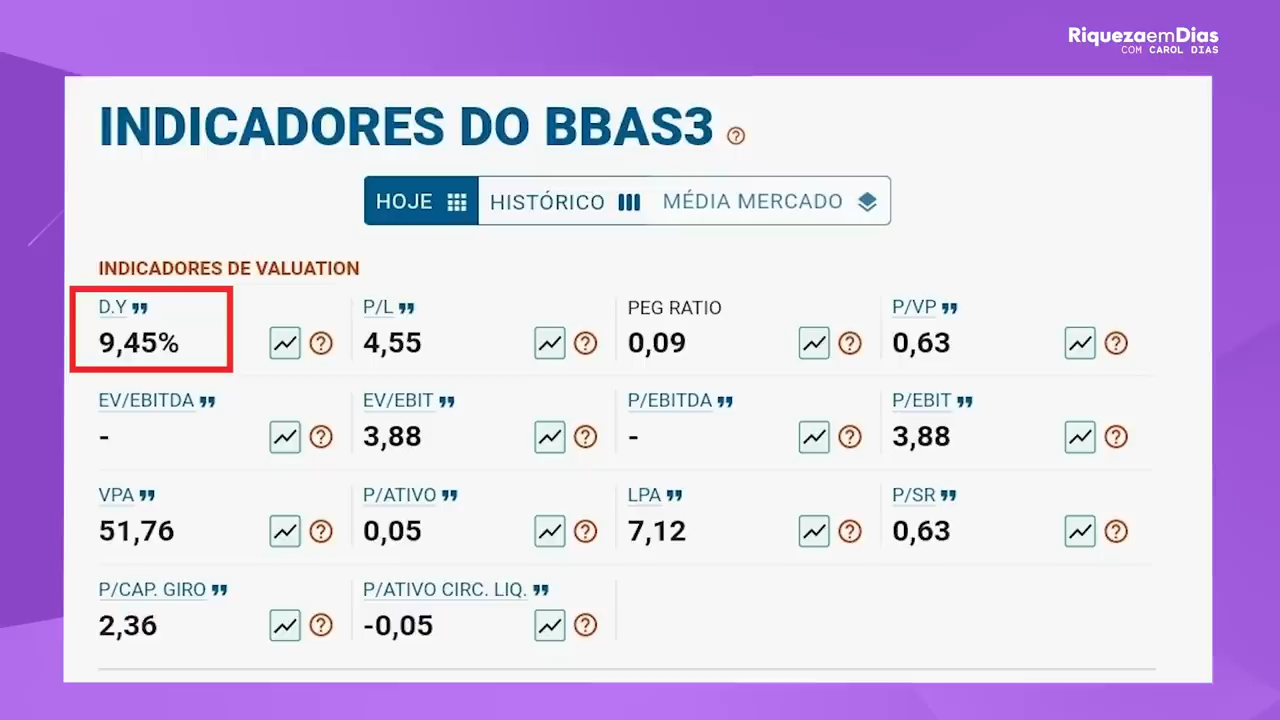 RiquezaemDias
COM CAROL DIAS
INDICADORES DO BBAS3 ?
HOJE HISTÓRICO MÉDIA MERCADO
INDICADORES DE VALUATION
D.Y P/L PEG RATIO P/VP
9,45% ? 4,55 ? 0,09 ? 0,63 ?
EV/EBITDA EV/EBIT P/EBITDA P/EBIT
- ? 3,88 ? - ? 3,88 ?
VPA P/ATIVO LPA P/SR
51,76 ? 0,05 ? 7,12 ? 0,63 ?
P/CAP. GIRO P/ATIVO CIRC. LIQ.
2,36 ? -0,05 ?